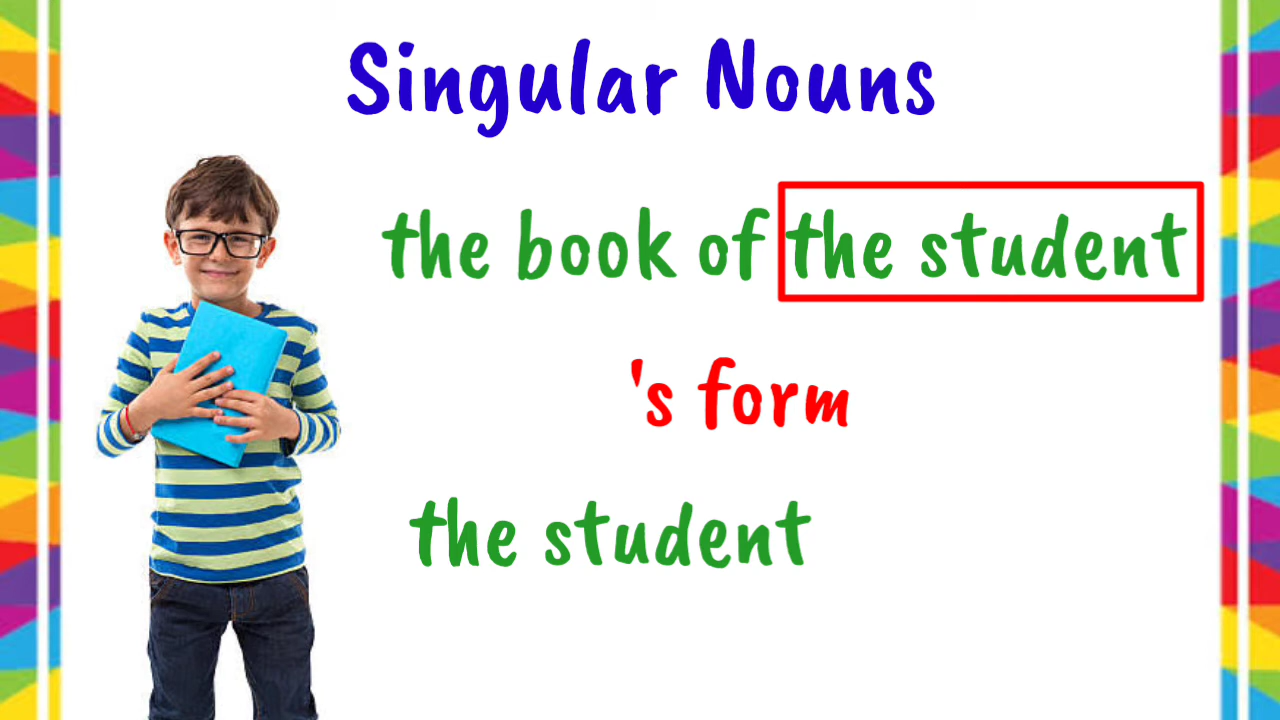 Singular Nouns
the book of the student
's form
the student